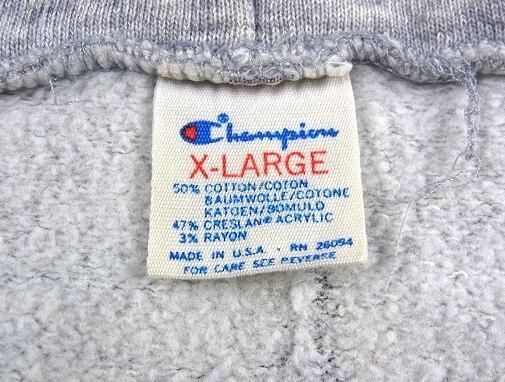 Champion
X-LARGE
50% COTTON/COTON
BAUMWOLLE/COTONE
KATOEN/BOMULD
47% CRESLAN® ACRYLIC
3% RAYON
MADE IN U.S.A. · RN 26094
FOR CARE SEE REVERSE